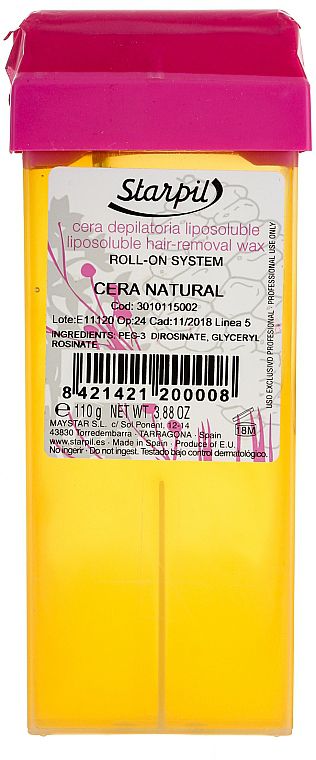 Starpil
cera depilatoria liposoluble
liposoluble hair-removal wax
ROLL-ON SYSTEM
CERA NATURAL
Cod: 3010115002
Lote:E11120 Op:24 Cad:11/2018 Linea 5
INGREDIENTS: PEG-3 DIROSINATE, GLYCERYL
ROSINATE.
8 421421 200008
℮ 110 g NET WT 3.88 OZ
MAYSTAR S.L. c/ Sol Ponent, 12-14
43830 Torredembarra - TARRAGONA - Spain
www.starpil.es - Made in Spain - Produce of E.U.
No ingerir · Do not ingest. Testado bajo control dermatológico.
18M
USO EXCLUSIVO PROFESIONAL · PROFESSIONAL USE ONLY